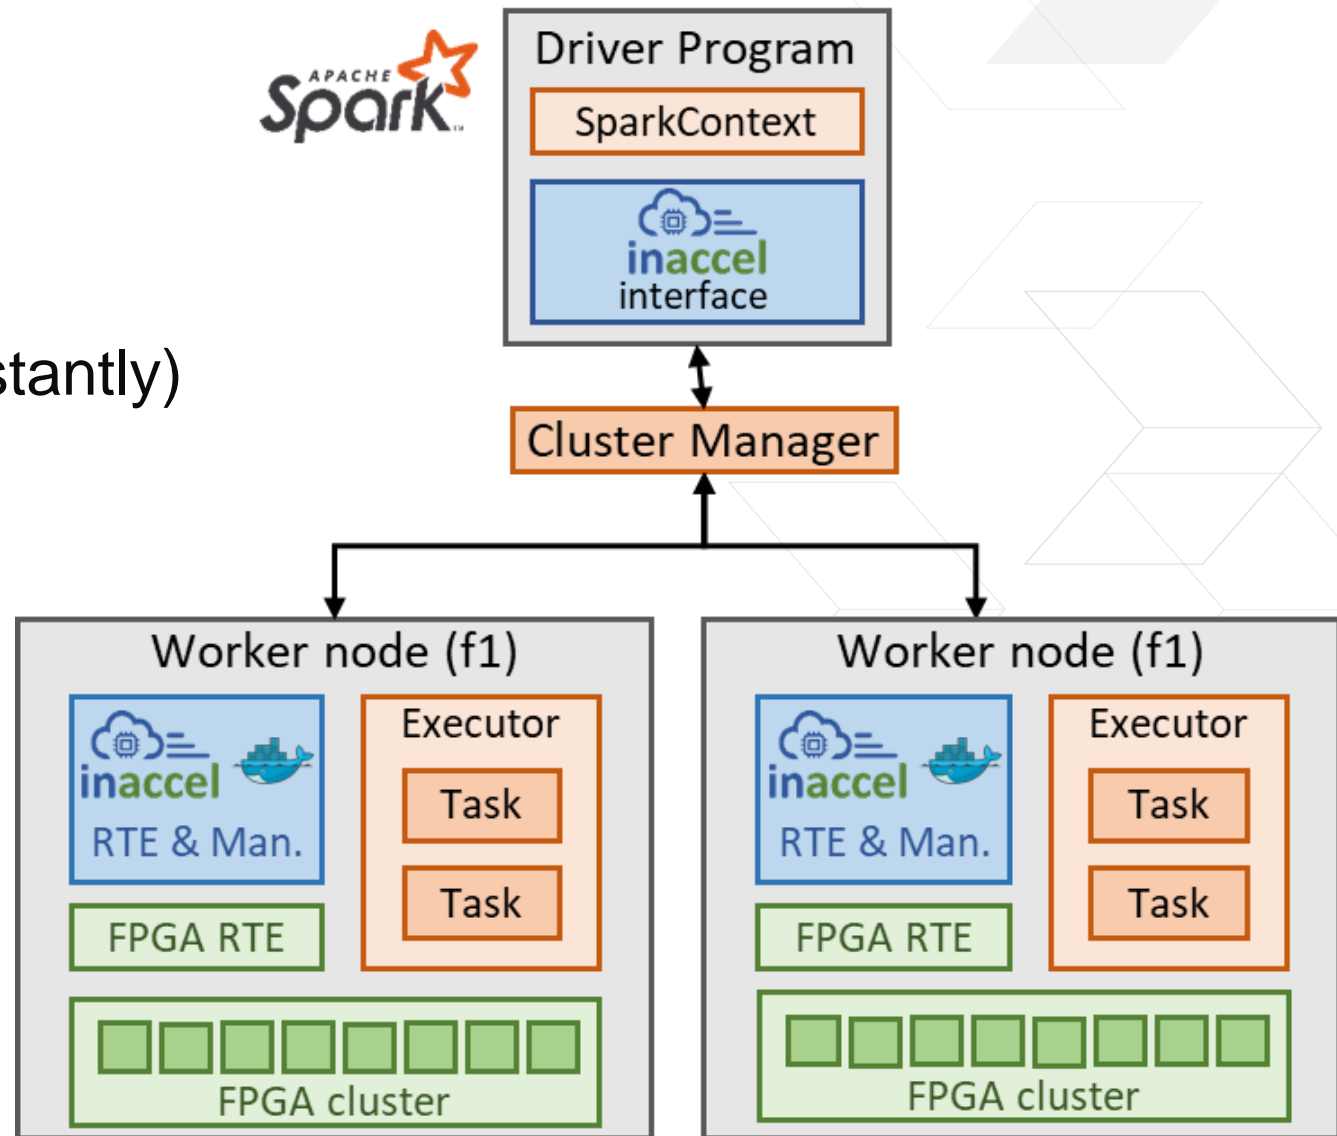 APACHE
Spark™
Driver Program
SparkContext
inaccel
interface
stantly)
Cluster Manager
Worker node (f1)
inaccel
RTE & Man.
FPGA RTE
Executor
Task
Task
FPGA cluster
Worker node (f1)
inaccel
RTE & Man.
FPGA RTE
Executor
Task
Task
FPGA cluster